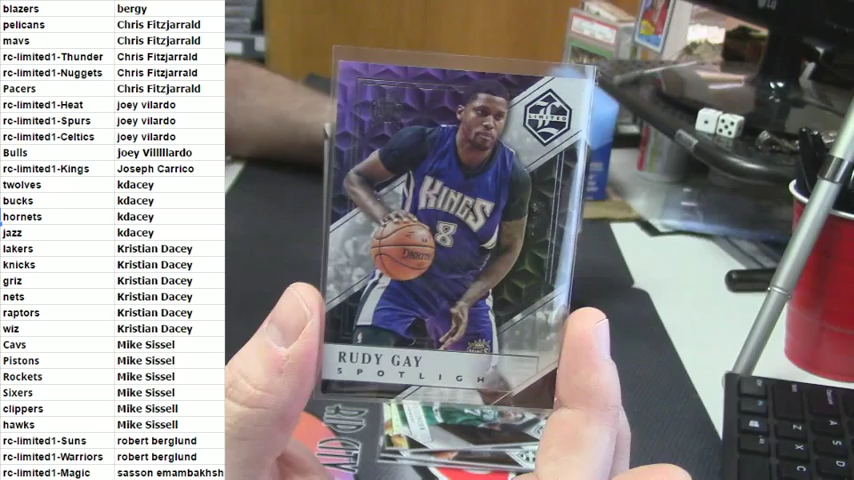 blazers bergy
pelicans Chris Fitzjarrald
mavs Chris Fitzjarrald
rc-limited1-Thunder Chris Fitzjarrald
rc-limited1-Nuggets Chris Fitzjarrald
Pacers Chris Fitzjarrald
rc-limited1-Heat joey vilardo
rc-limited1-Spurs joey vilardo
rc-limited1-Celtics joey vilardo
Bulls joey Villlllardo
rc-limited1-Kings Joseph Carrico
twolves kdacey
bucks kdacey
hornets kdacey
jazz kdacey
lakers Kristian Dacey
knicks Kristian Dacey
griz Kristian Dacey
nets Kristian Dacey
raptors Kristian Dacey
wiz Kristian Dacey
Cavs Mike Sissel
Pistons Mike Sissel
Rockets Mike Sissel
Sixers Mike Sissel
clippers Mike Sissell
hawks Mike Sissell
rc-limited1-Suns robert berglund
rc-limited1-Warriors robert berglund
rc-limited1-Magic sasson emambakhsh
L
LIMITED
KINGS
8
RUDY GAY
SPOTLIGH
RIP CITY